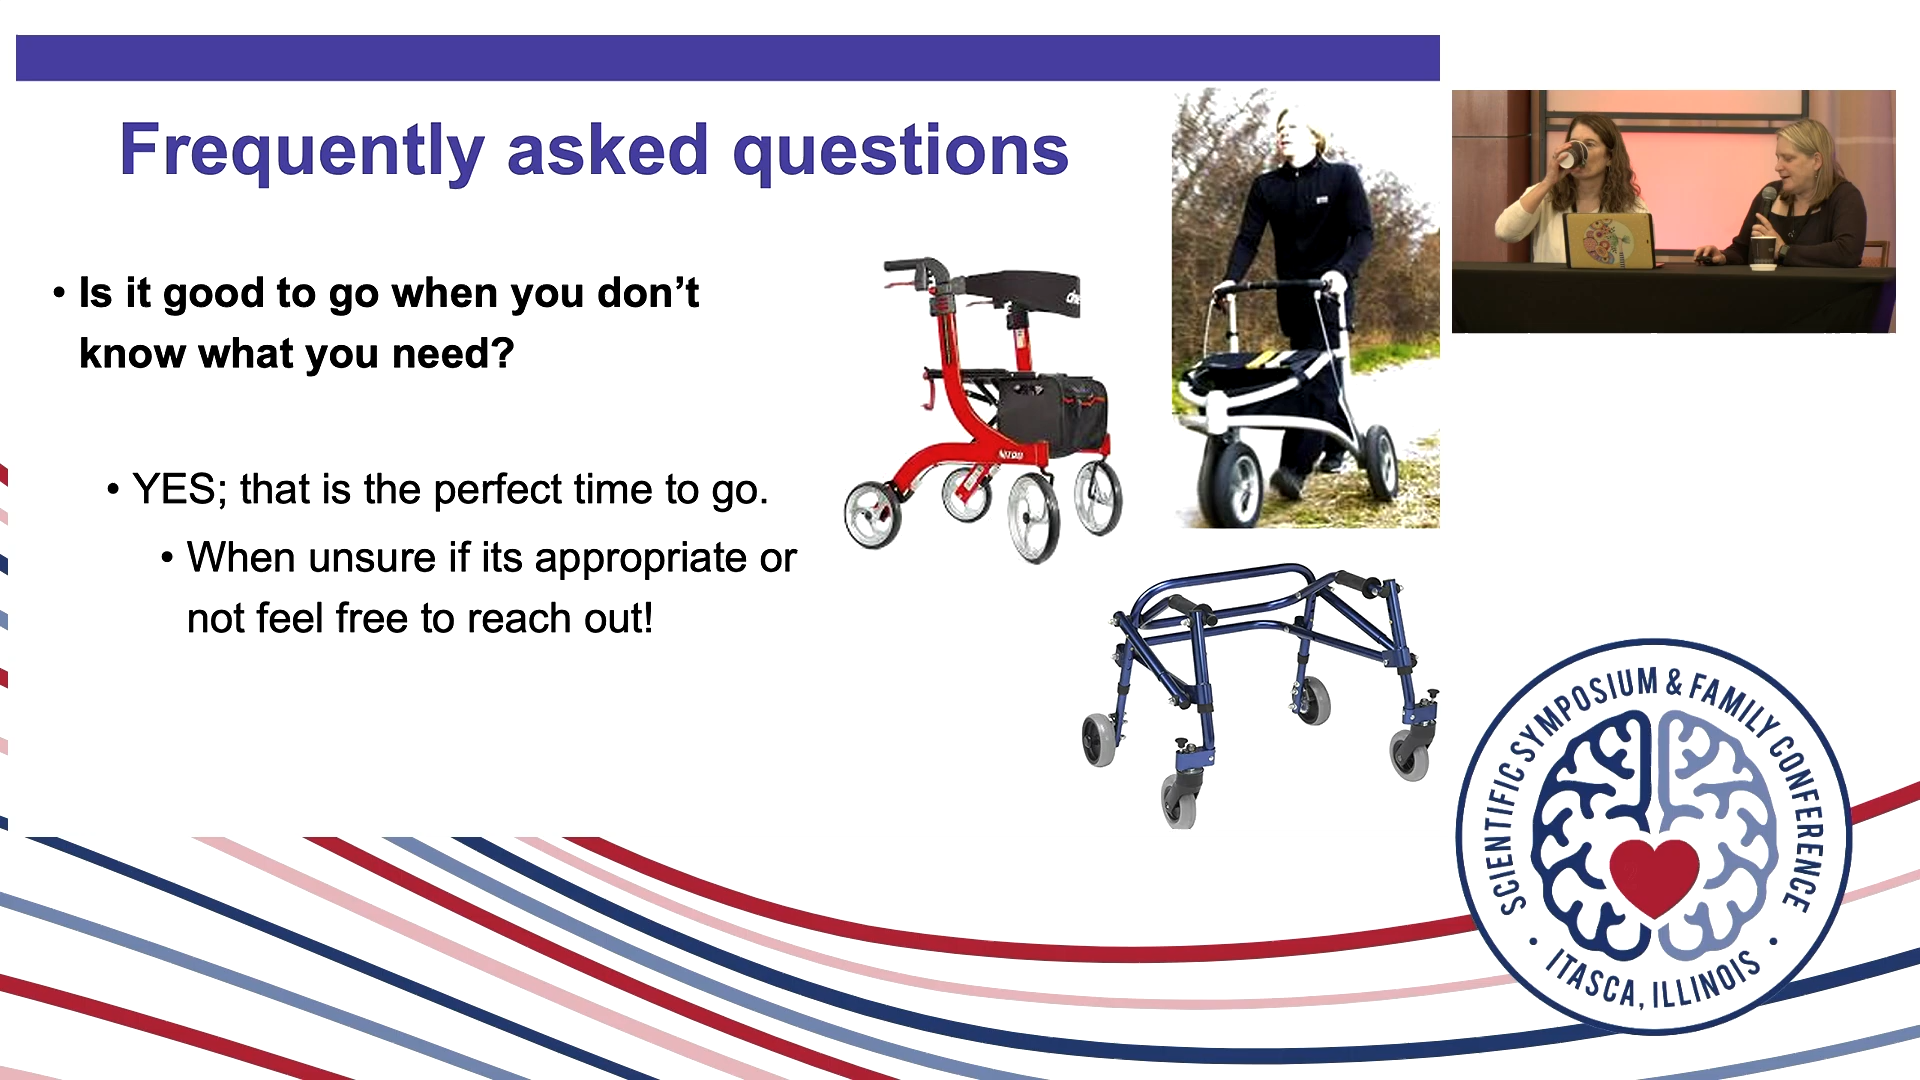 Frequently asked questions
• Is it good to go when you don’t
know what you need?
• YES; that is the perfect time to go.
• When unsure if its appropriate or
not feel free to reach out!
NITRO
SCIENTIFIC SYMPOSIUM & FAMILY CONFERENCE
• ITASCA, ILLINOIS •